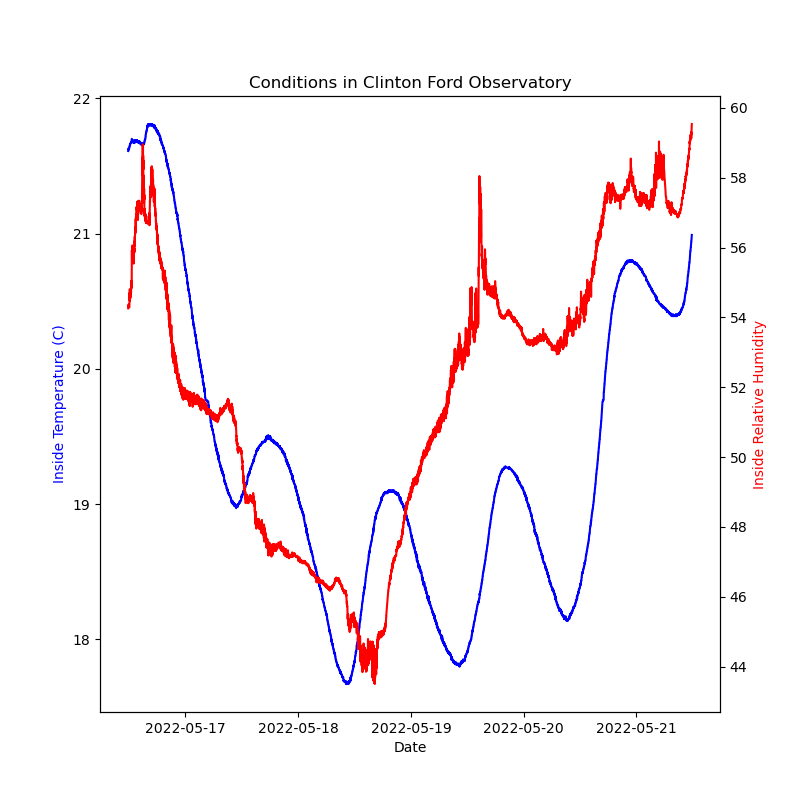 Conditions in Clinton Ford Observatory
22
21
20
19
18
Inside Temperature (C)
60
58
56
54
52
50
48
46
44
Inside Relative Humidity
2022-05-17 2022-05-18 2022-05-19 2022-05-20 2022-05-21
Date